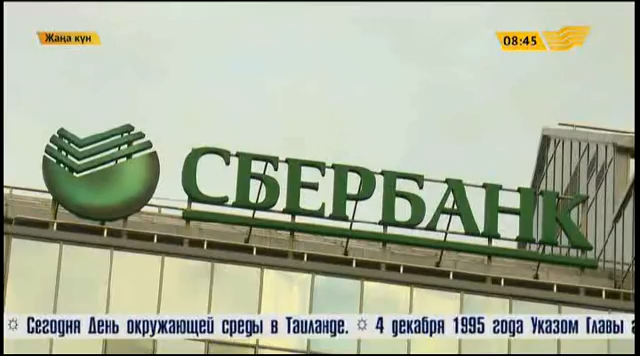 Жаңа күн
08:45
СБЕРБАНК
☼ Сегодня День окружающей среды в Таиланде. ☼ 4 декабря 1995 года Указом Главы